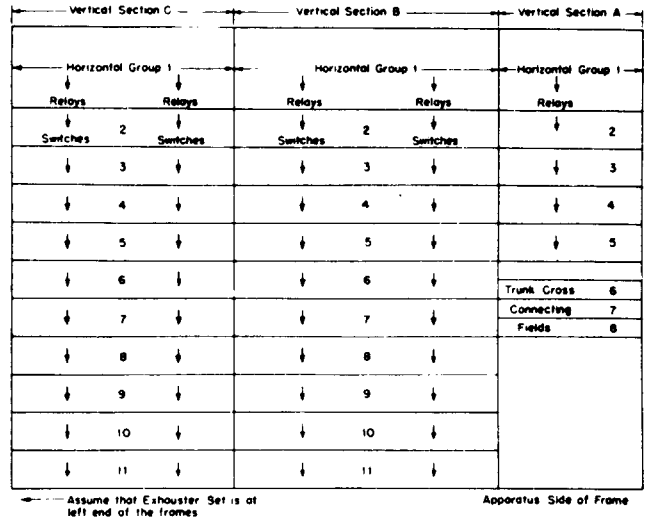 Vertical Section C Vertical Section B Vertical Section A
Horizontal Group 1 Horizontal Group 1 Horizontal Group 1
Relays Relays Relays Relays Relays
2 2 2
Switches Switches Switches Switches
3 3 3
4 4 4
5 5 5
6 6
Trunk Cross 6
Connecting 7
7 7
Fields 8
8 8
9 9
10 10
11 11
Assume that Exhauster Set is at
left end of the frames
Apparatus Side of Frame